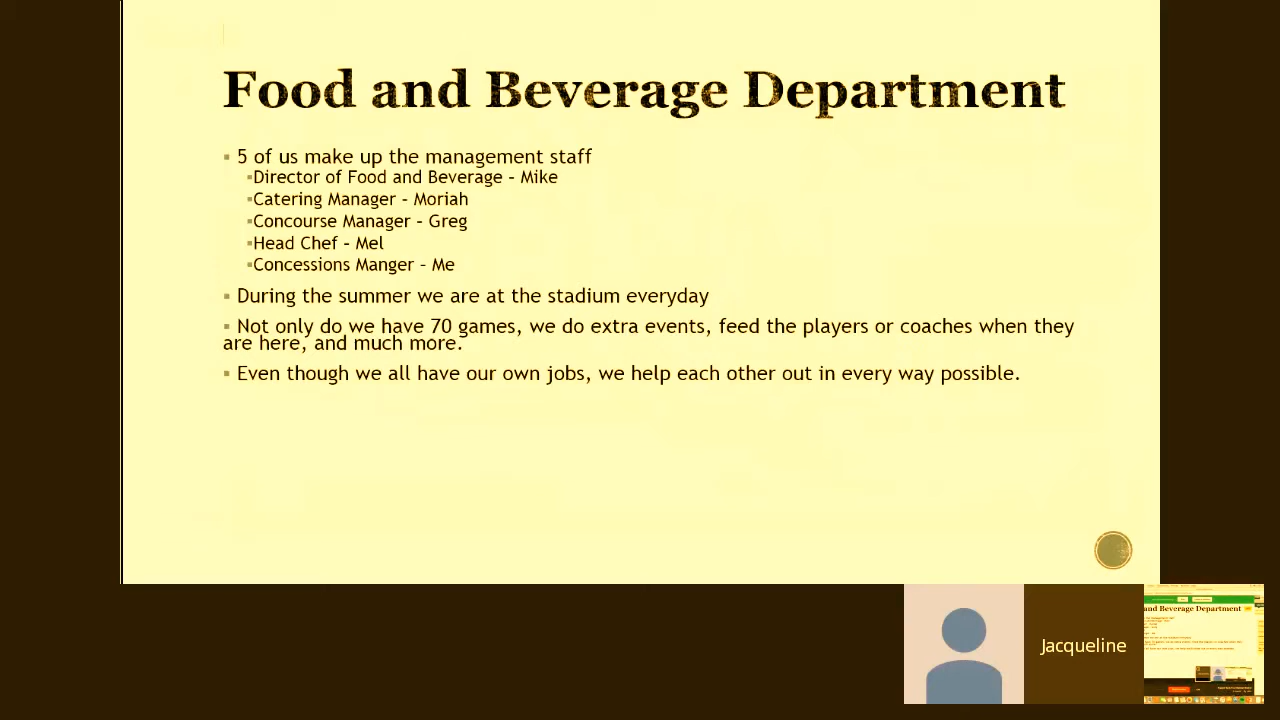 Food and Beverage Department
▪ 5 of us make up the management staff
▪Director of Food and Beverage – Mike
▪Catering Manager – Moriah
▪Concourse Manager – Greg
▪Head Chef – Mel
▪Concessions Manger – Me
▪ During the summer we are at the stadium everyday
▪ Not only do we have 70 games, we do extra events, feed the players or coaches when they
are here, and much more.
▪ Even though we all have our own jobs, we help each other out in every way possible.
Jacqueline
and Beverage Department